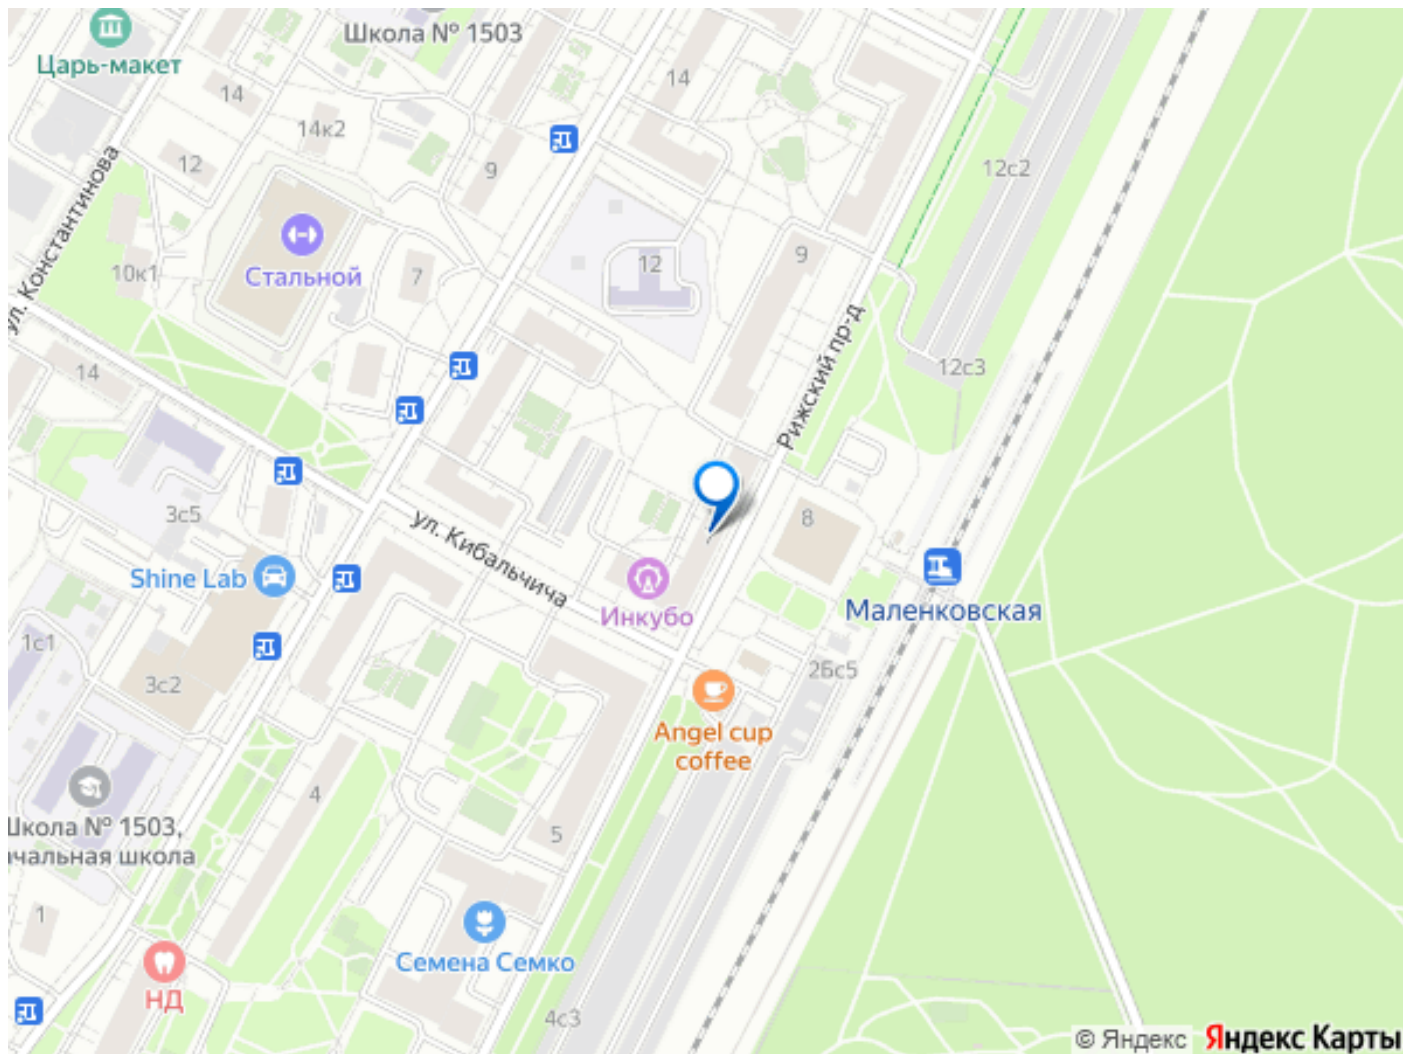 Школа № 1503
Царь-макет
14
14
14к2
12
9
12с2
ул. Константинова
10к1
Стальной
7
12
9
Рижский пр-д
14
12с3
3с5
ул. Кибальчича
8
Shine Lab
Инкубо
Маленковская
1с1
3с2
26с5
Angel cup
coffee
4
5
Школа № 1503,
начальная школа
1
Семена Семко
НД
4с3
© Яндекс Яндекс Карты